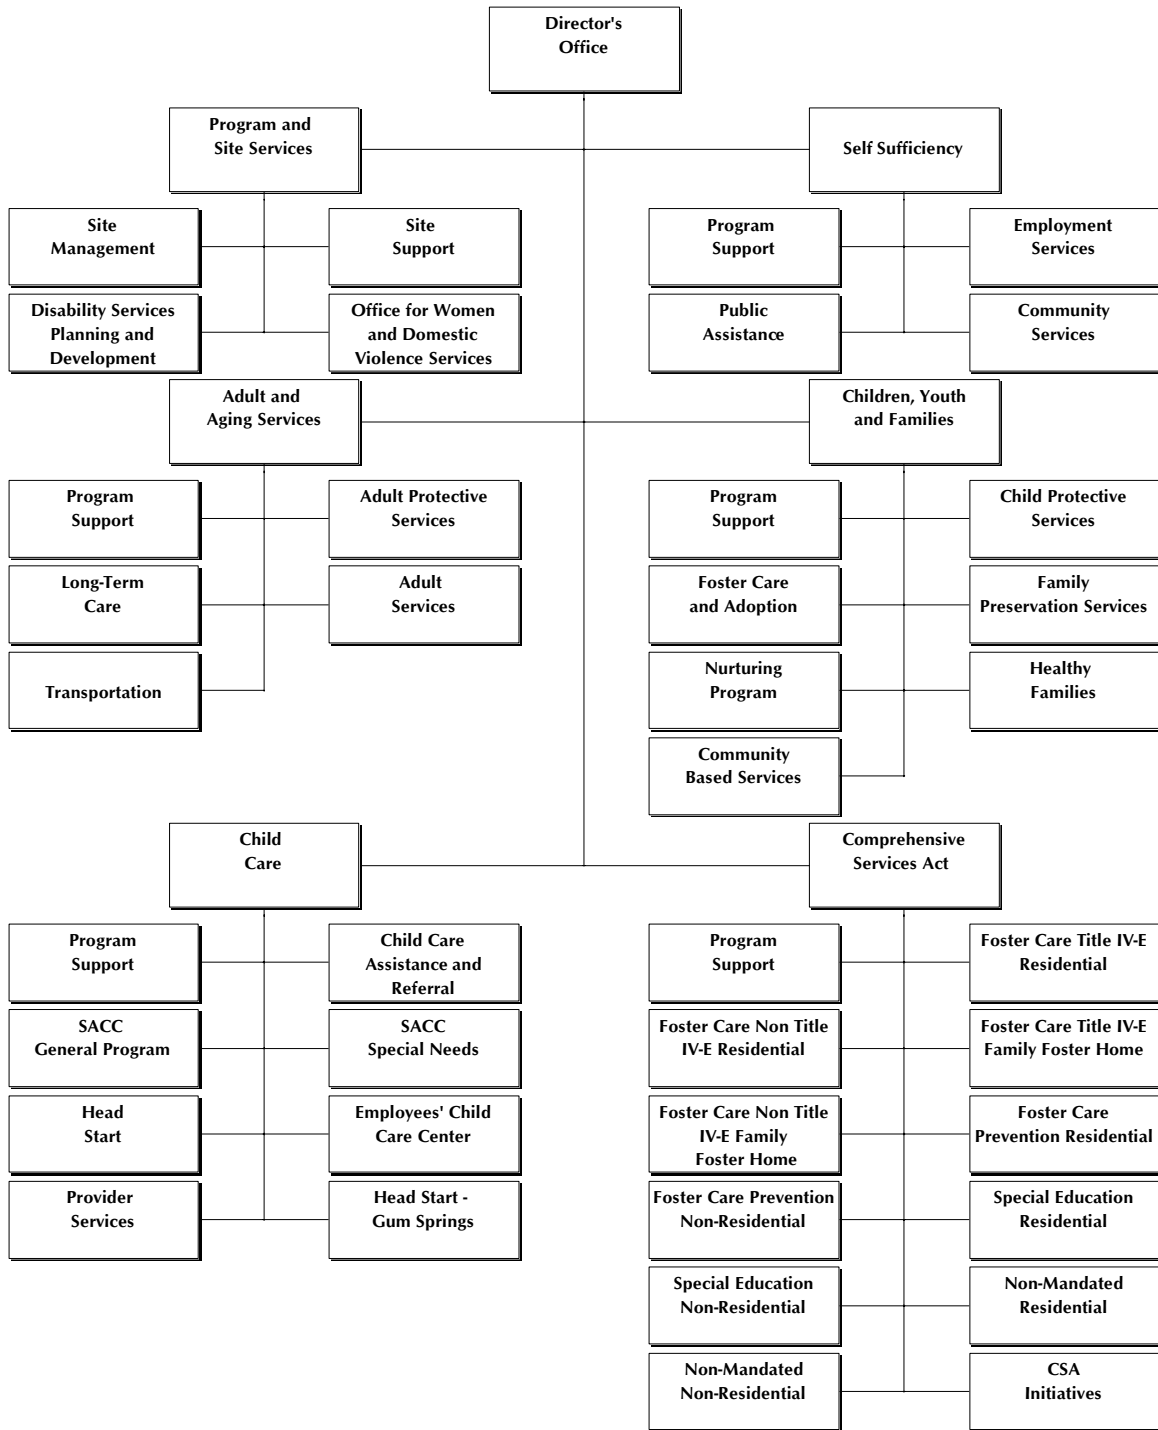 Director's
Office
Program and
Site Services
Self Sufficiency
Site
Management
Site
Support
Program
Support
Employment
Services
Disability Services
Planning and
Development
Office for Women
and Domestic
Violence Services
Public
Assistance
Community
Services
Adult and
Aging Services
Children, Youth
and Families
Program
Support
Adult Protective
Services
Program
Support
Child Protective
Services
Long-Term
Care
Adult
Services
Foster Care
and Adoption
Family
Preservation Services
Transportation
Nurturing
Program
Healthy
Families
Community
Based Services
Child
Care
Comprehensive
Services Act
Program
Support
Child Care
Assistance and
Referral
Program
Support
Foster Care Title IV-E
Residential
SACC
General Program
SACC
Special Needs
Foster Care Non Title
IV-E Residential
Foster Care Title IV-E
Family Foster Home
Head
Start
Employees' Child
Care Center
Foster Care Non Title
IV-E Family
Foster Home
Foster Care
Prevention Residential
Provider
Services
Head Start -
Gum Springs
Foster Care Prevention
Non-Residential
Special Education
Residential
Special Education
Non-Residential
Non-Mandated
Residential
Non-Mandated
Non-Residential
CSA
Initiatives